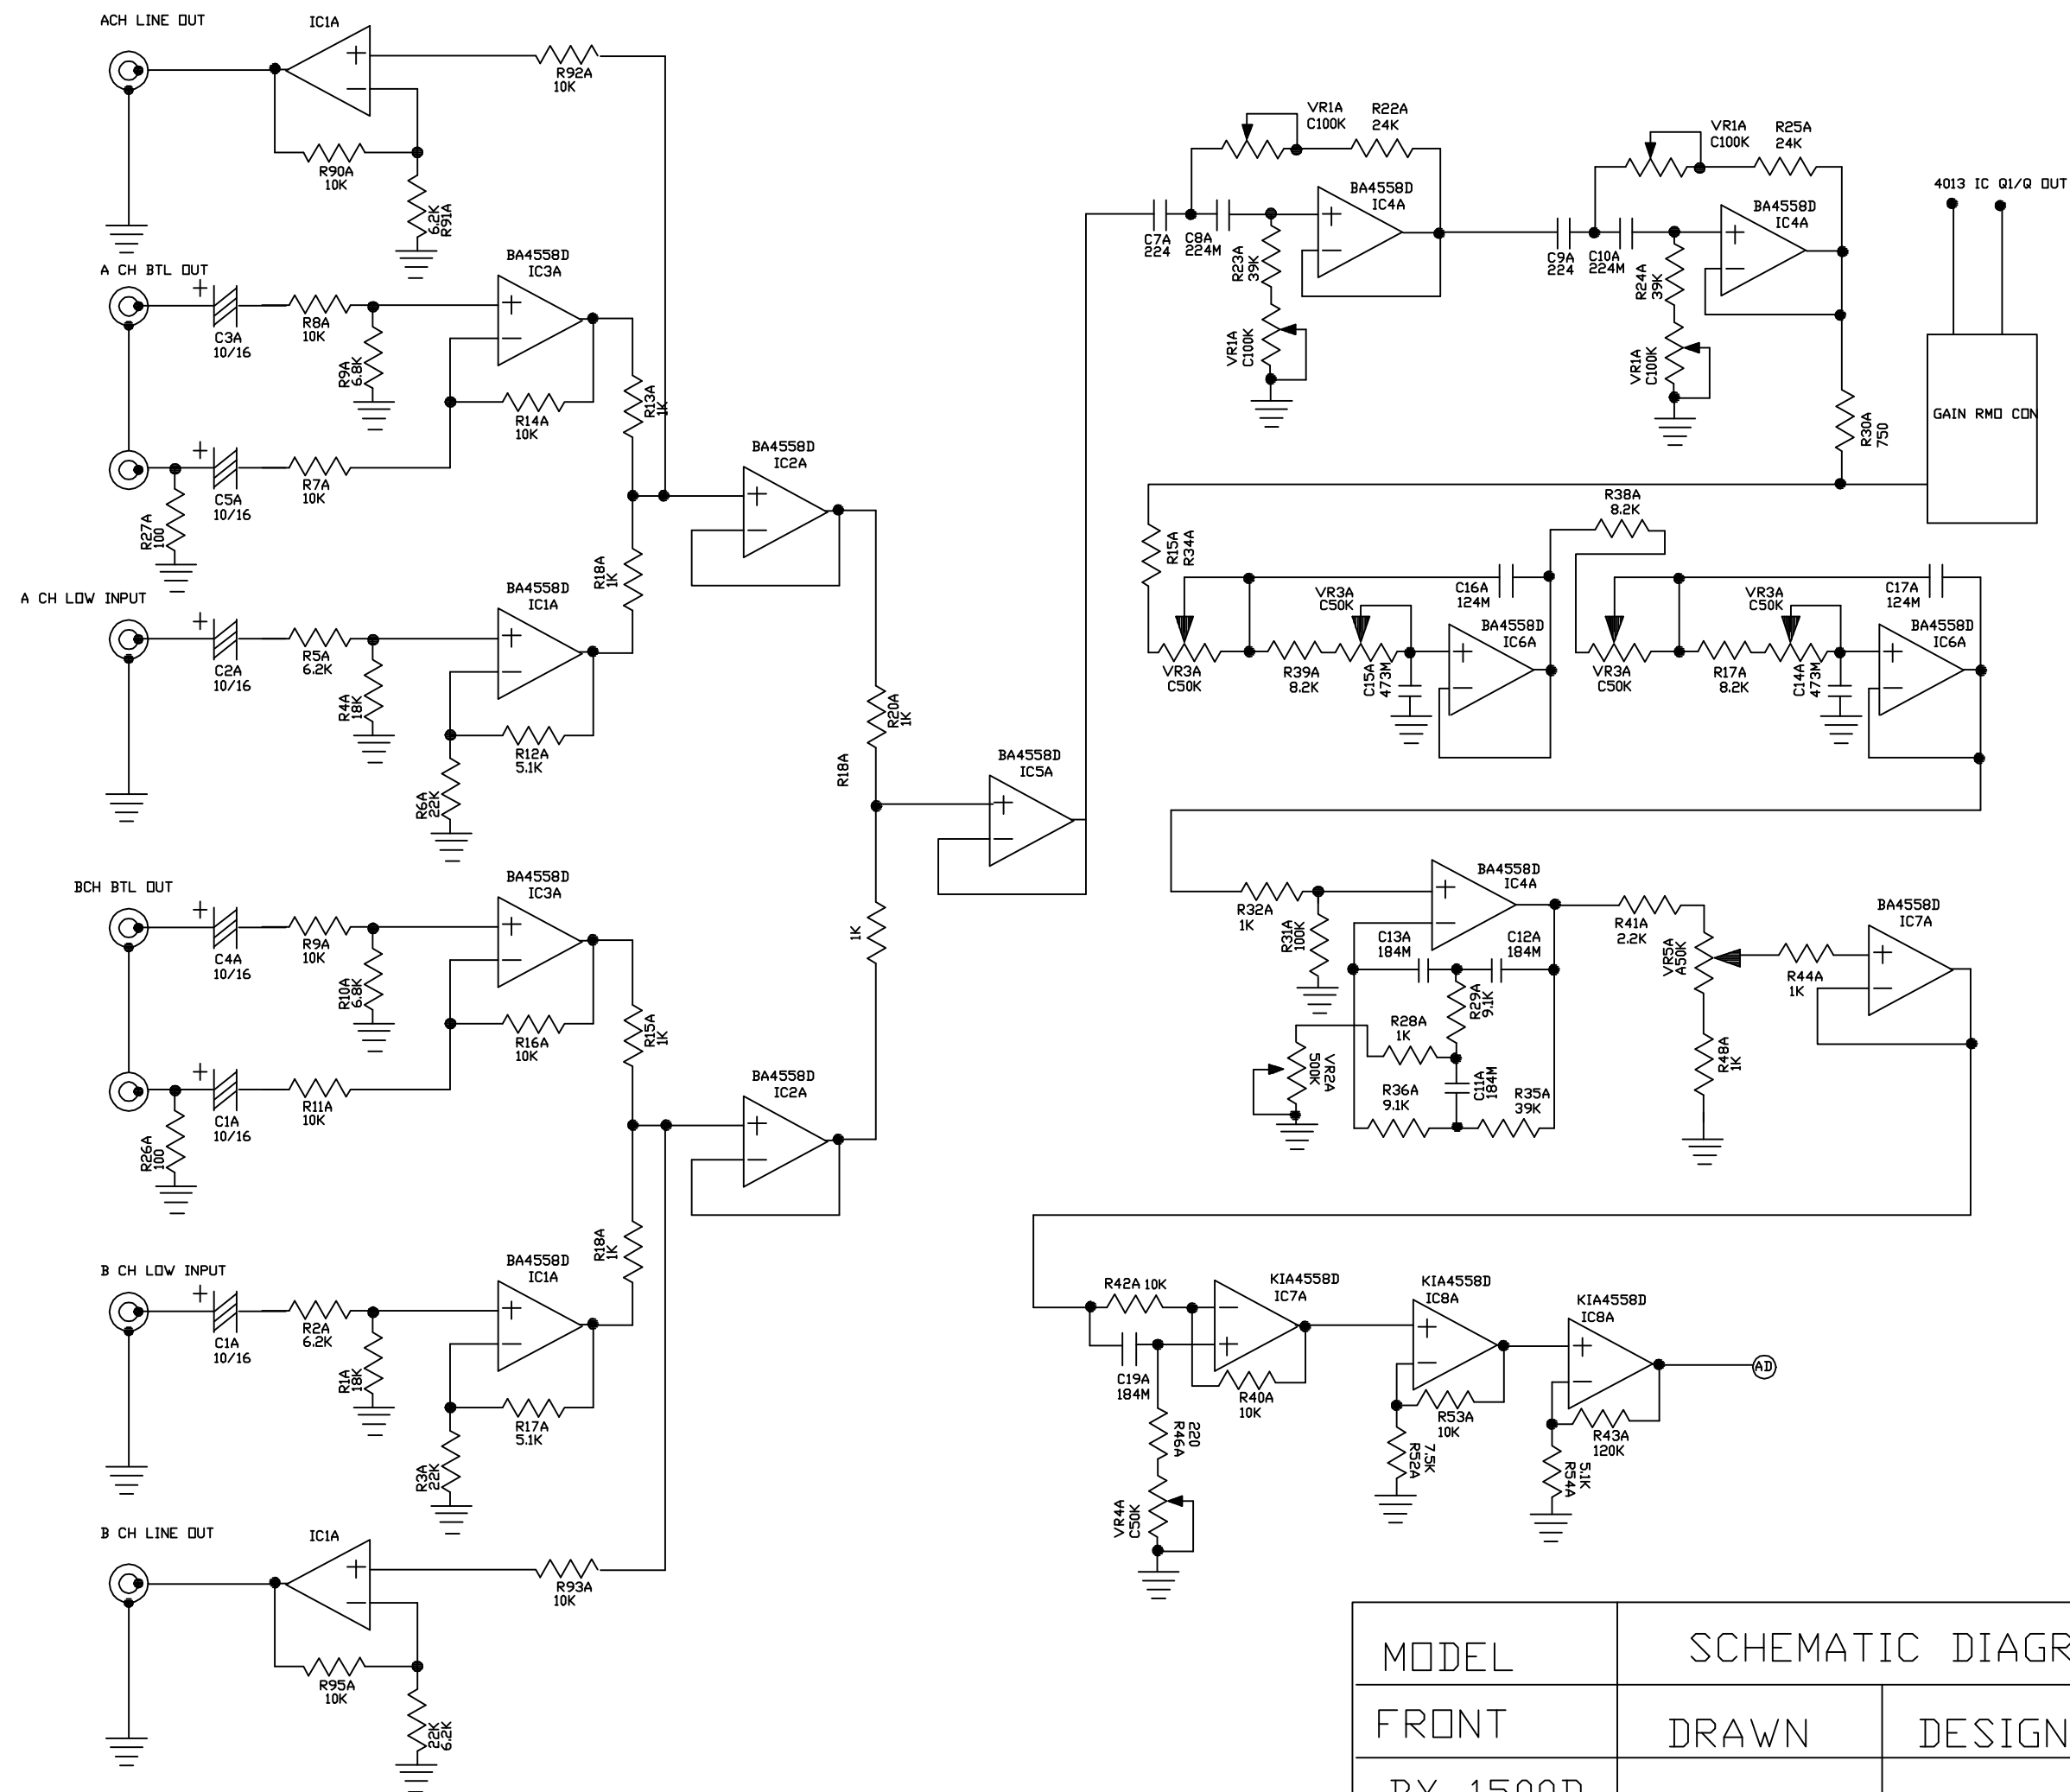 ACH LINE OUT
IC1A
R92A
10K
R90A
10K
6.2K
R91A
A CH BTL OUT
BA4558D
IC3A
+
C3A
10/16
R8A
10K
R9A
6.8K
R14A
10K
R13A
1K
+
C5A
10/16
R7A
10K
R27A
100
BA4558D
IC2A
A CH LOW INPUT
BA4558D
IC1A
R18A
1K
+
C2A
10/16
R5A
6.2K
R4A
18K
R12A
5.1K
R6A
22K
R20A
1K
R18A
BA4558D
IC5A
1K
BCH BTL OUT
BA4558D
IC3A
+
C4A
10/16
R9A
10K
R10A
6.8K
R16A
10K
R15A
1K
+
C1A
10/16
R11A
10K
R26A
100
BA4558D
IC2A
B CH LOW INPUT
BA4558D
IC1A
R18A
1K
+
C1A
10/16
R2A
6.2K
R1A
18K
R17A
5.1K
R3A
22K
B CH LINE OUT
IC1A
R93A
10K
R95A
10K
22K
6.2K
VR1A
C100K
R22A
24K
BA4558D
IC4A
C7A
224
C8A
224M
R23A
39K
VR1A
C100K
VR1A
C100K
R25A
24K
BA4558D
IC4A
C9A
224
C10A
224M
R24A
39K
VR1A
C100K
4013 IC Q1/Q OUT
GAIN RMO CON
R30A
750
R15A
R34A
R38A
8.2K
C16A
124M
VR3A
C50K
BA4558D
IC6A
VR3A
C50K
R39A
8.2K
C15A
473M
C17A
124M
VR3A
C50K
BA4558D
IC6A
VR3A
C50K
R17A
8.2K
C14A
473M
BA4558D
IC4A
R32A
1K
R31A
100K
C13A
184M
C12A
184M
R29A
9.1K
R28A
1K
VR2A
500K
C11A
184M
R36A
9.1K
R35A
39K
R41A
2.2K
VR5A
A50K
R44A
1K
R48A
1K
BA4558D
IC7A
R42A 10K
KIA4558D
IC7A
C19A
184M
R40A
10K
220
R46A
VR4A
C50K
KIA4558D
IC8A
R53A
10K
7.5K
R52A
KIA4558D
IC8A
R43A
120K
5.1K
R54A
AD
MODEL
SCHEMATIC DIAGR
FRONT
DRAWN
DESIGN